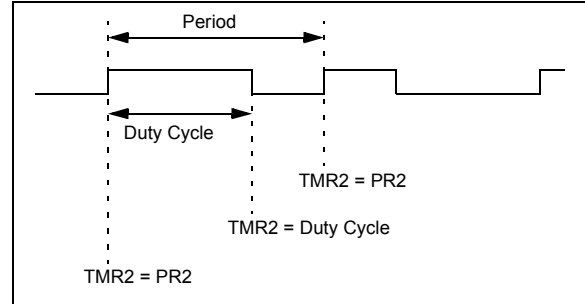 Period
Duty Cycle
TMR2 = PR2
TMR2 = Duty Cycle
TMR2 = PR2